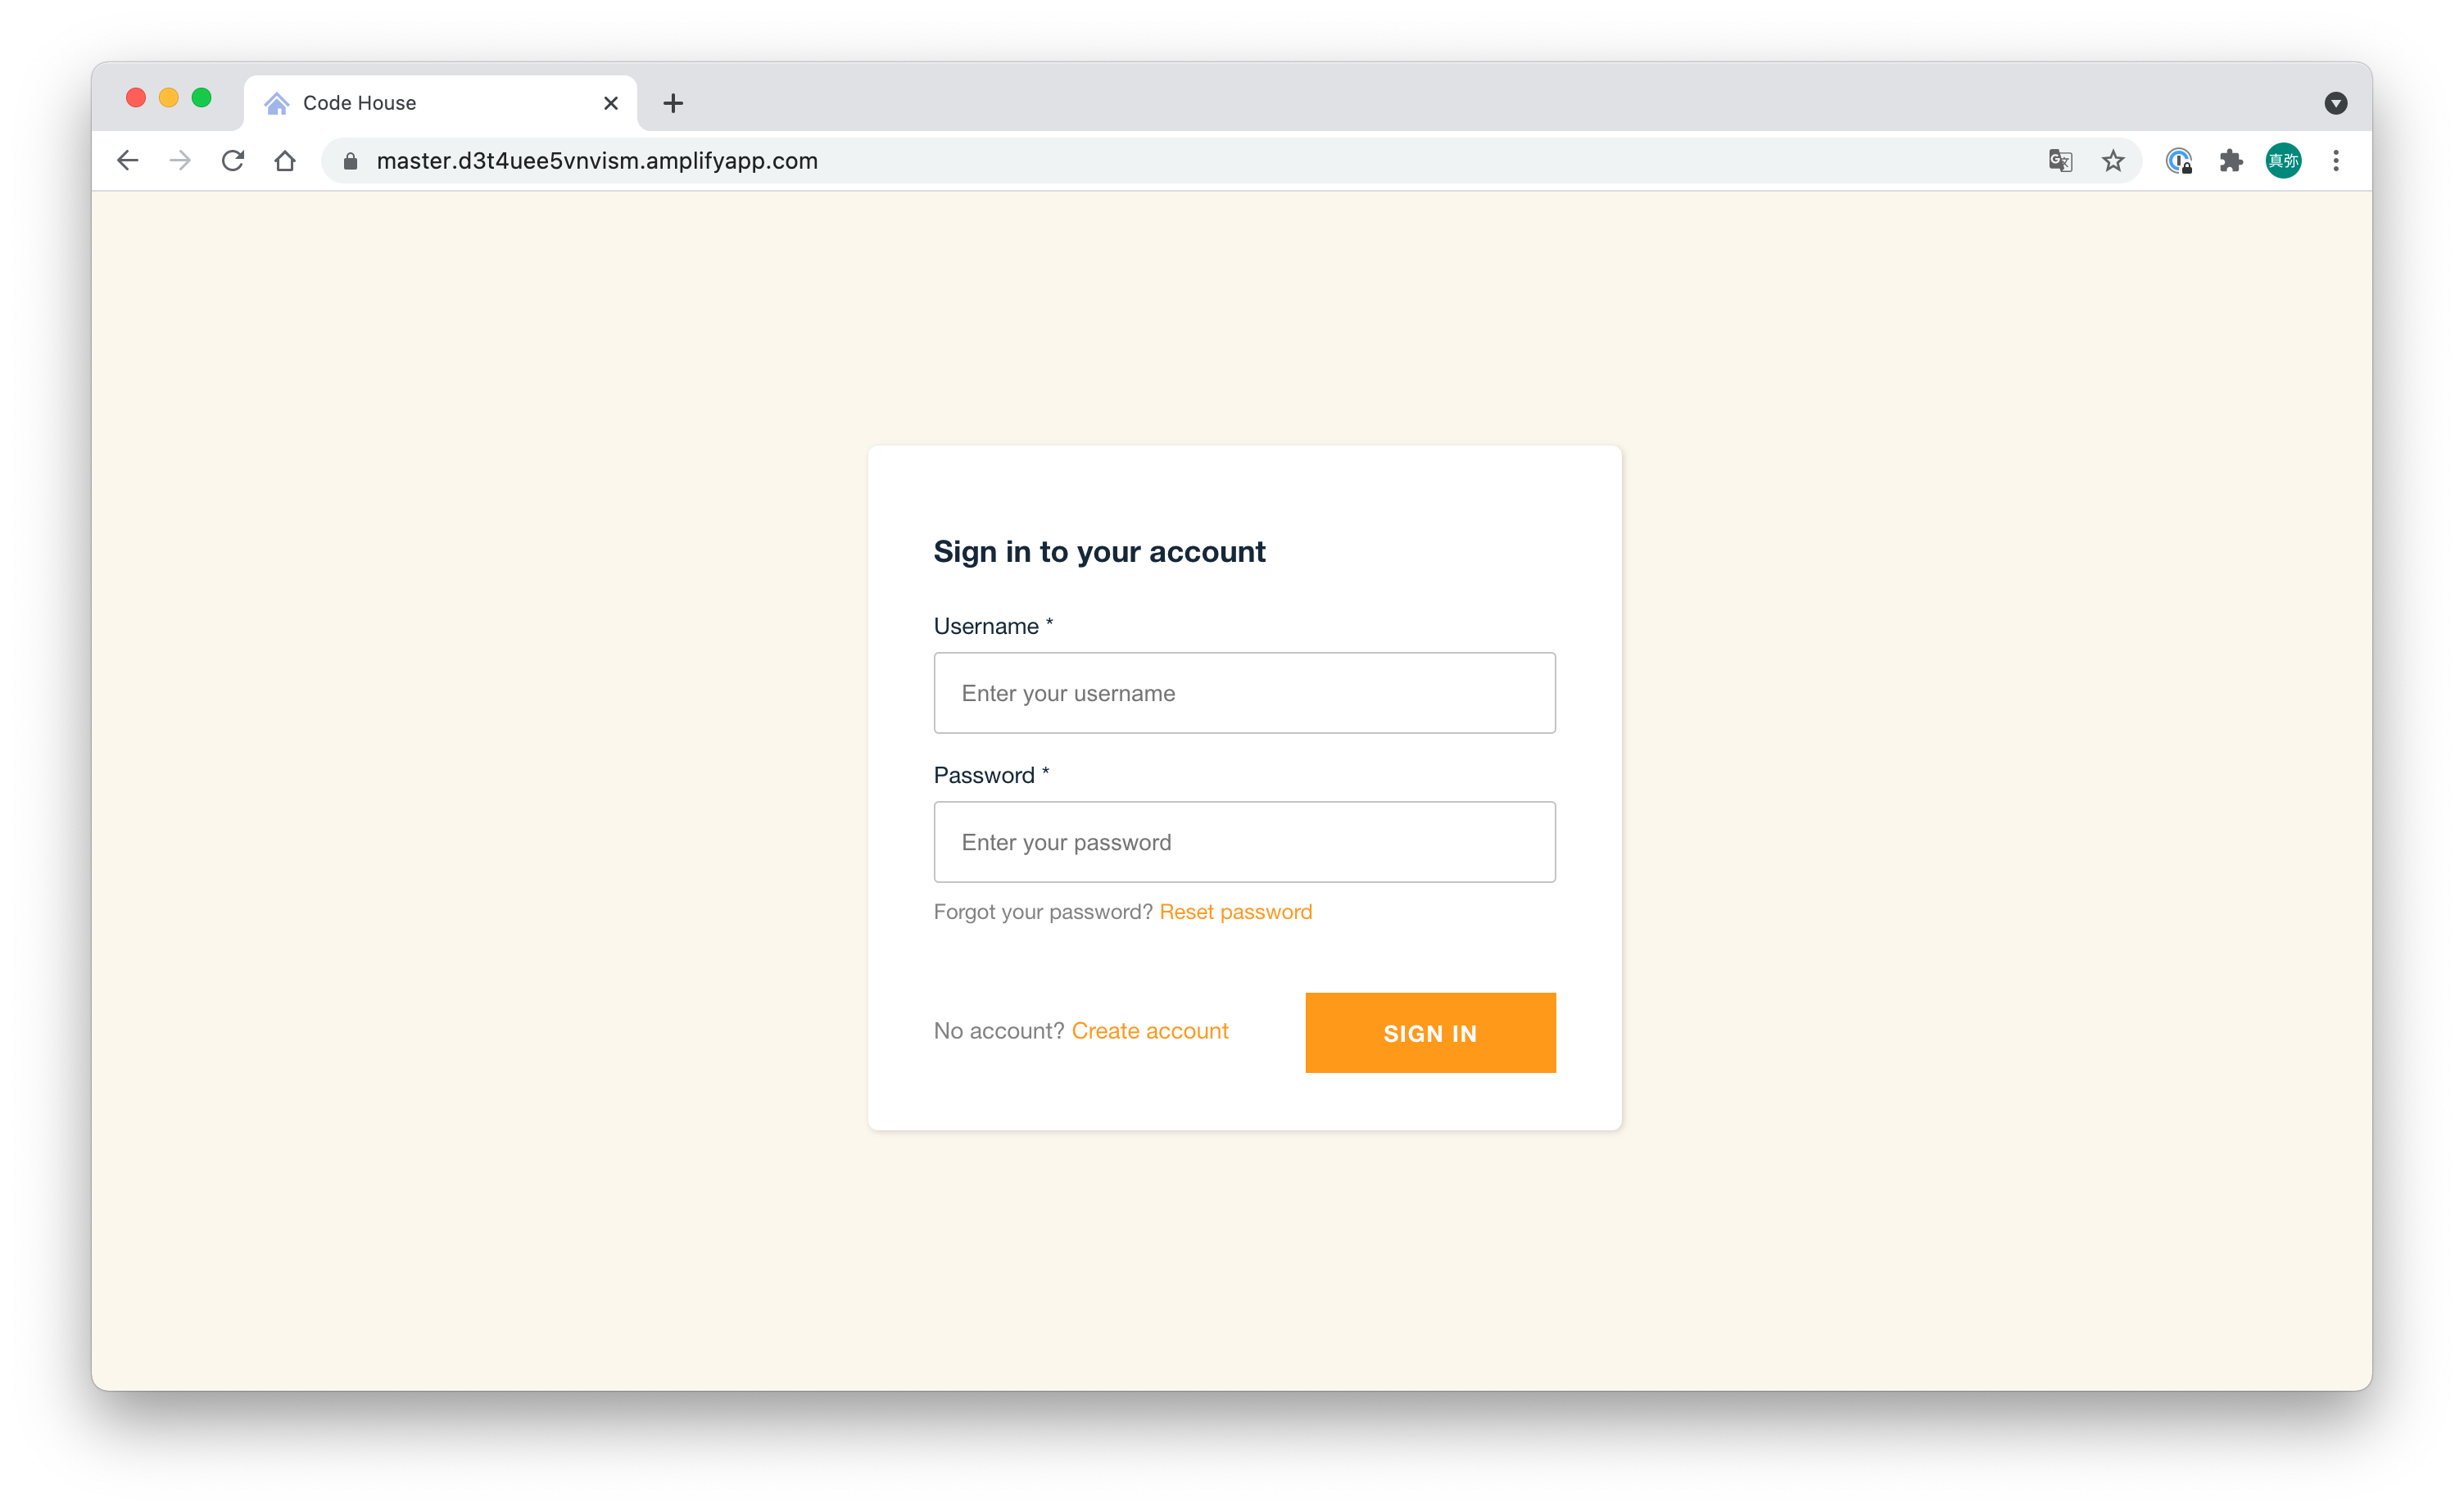 Code House
master.d3t4uee5vnvism.amplifyapp.com
真弥
Sign in to your account
Username *
Enter your username
Password *
Enter your password
Forgot your password? Reset password
No account? Create account
SIGN IN